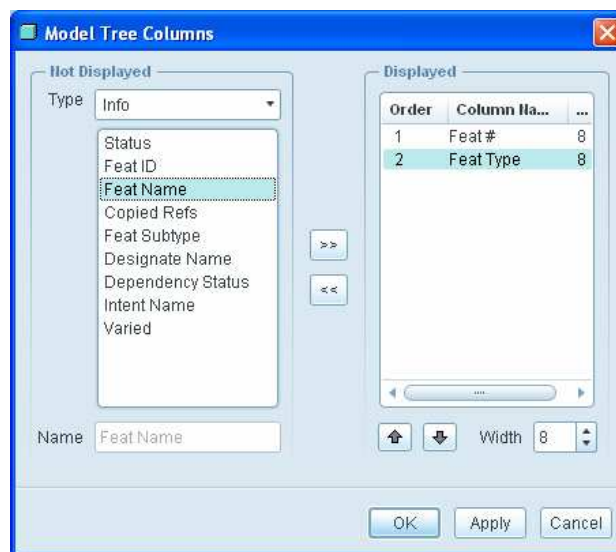 Model Tree Columns
Not Displayed
Type Info
Status
Feat ID
Feat Name
Copied Refs
Feat Subtype
Designate Name
Dependency Status
Intent Name
Varied
Name Feat Name
>>
<<
Displayed
Order Column Na... ...
1 Feat # 8
2 Feat Type 8
Width 8
OK Apply Cancel